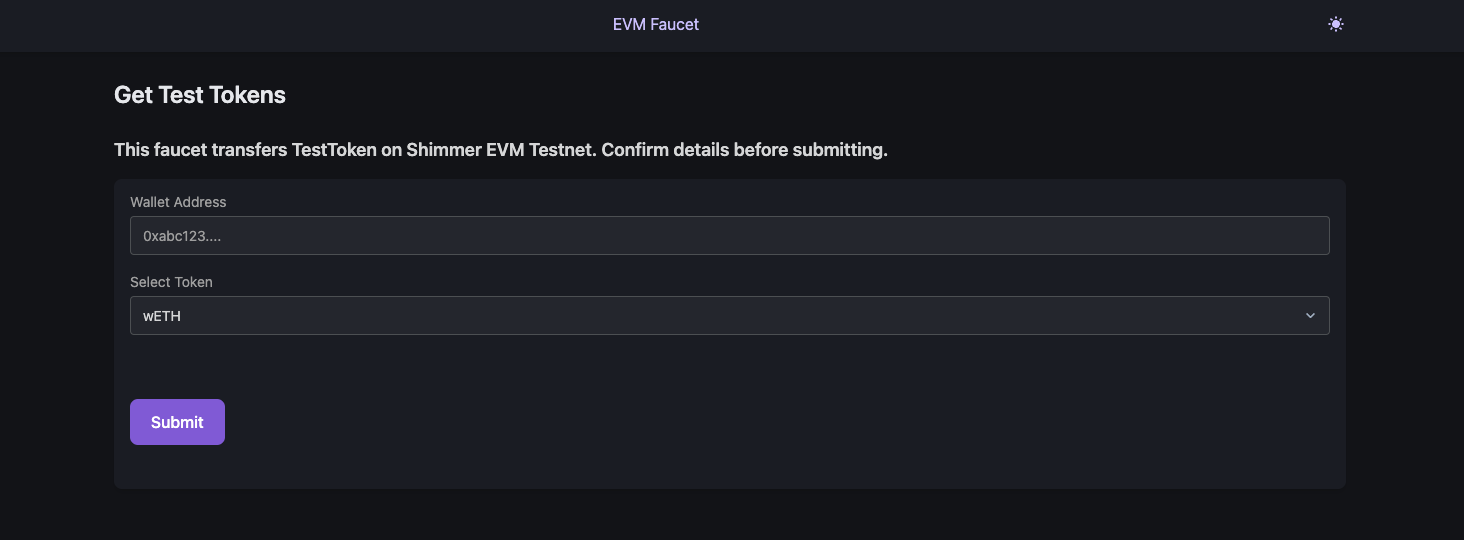 EVM Faucet
Get Test Tokens
This faucet transfers TestToken on Shimmer EVM Testnet. Confirm details before submitting.
Wallet Address
0xabc123....
Select Token
wETH
Submit